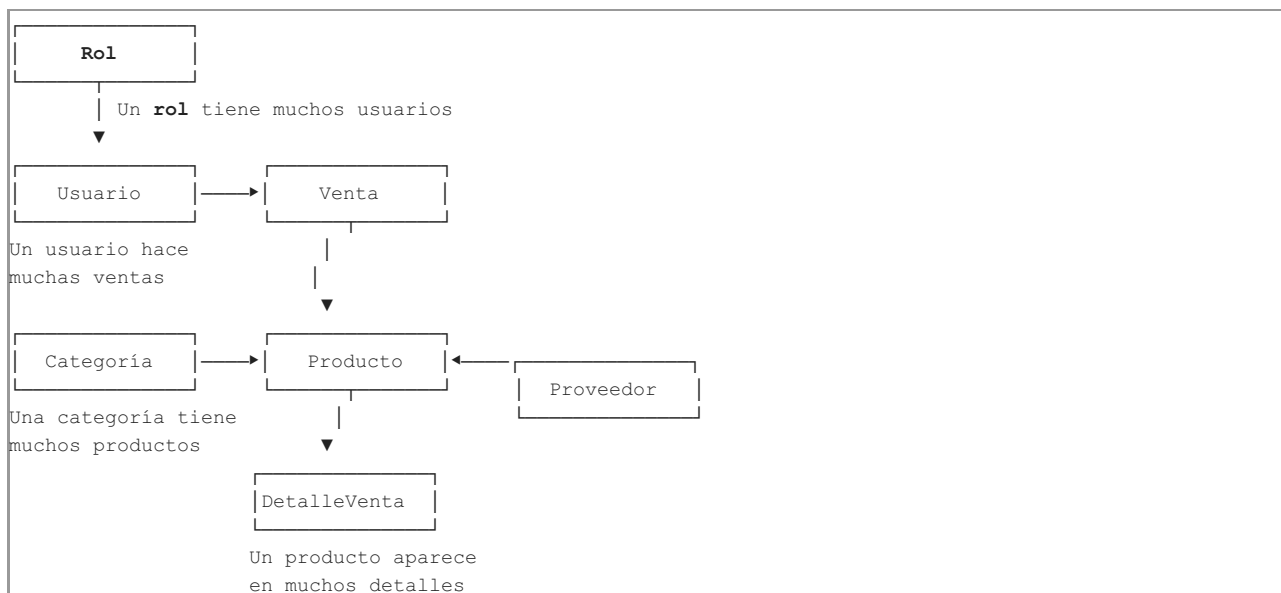 Rol
Un rol tiene muchos usuarios
Usuario
Venta
Un usuario hace
muchas ventas
Categoría
Producto
Proveedor
Una categoría tiene
muchos productos
DetalleVenta
Un producto aparece
en muchos detalles